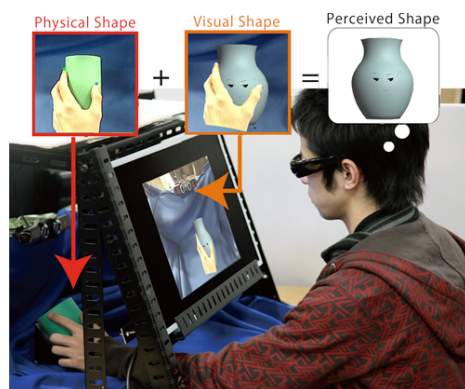 Physical Shape
Visual Shape
Perceived Shape
+
=